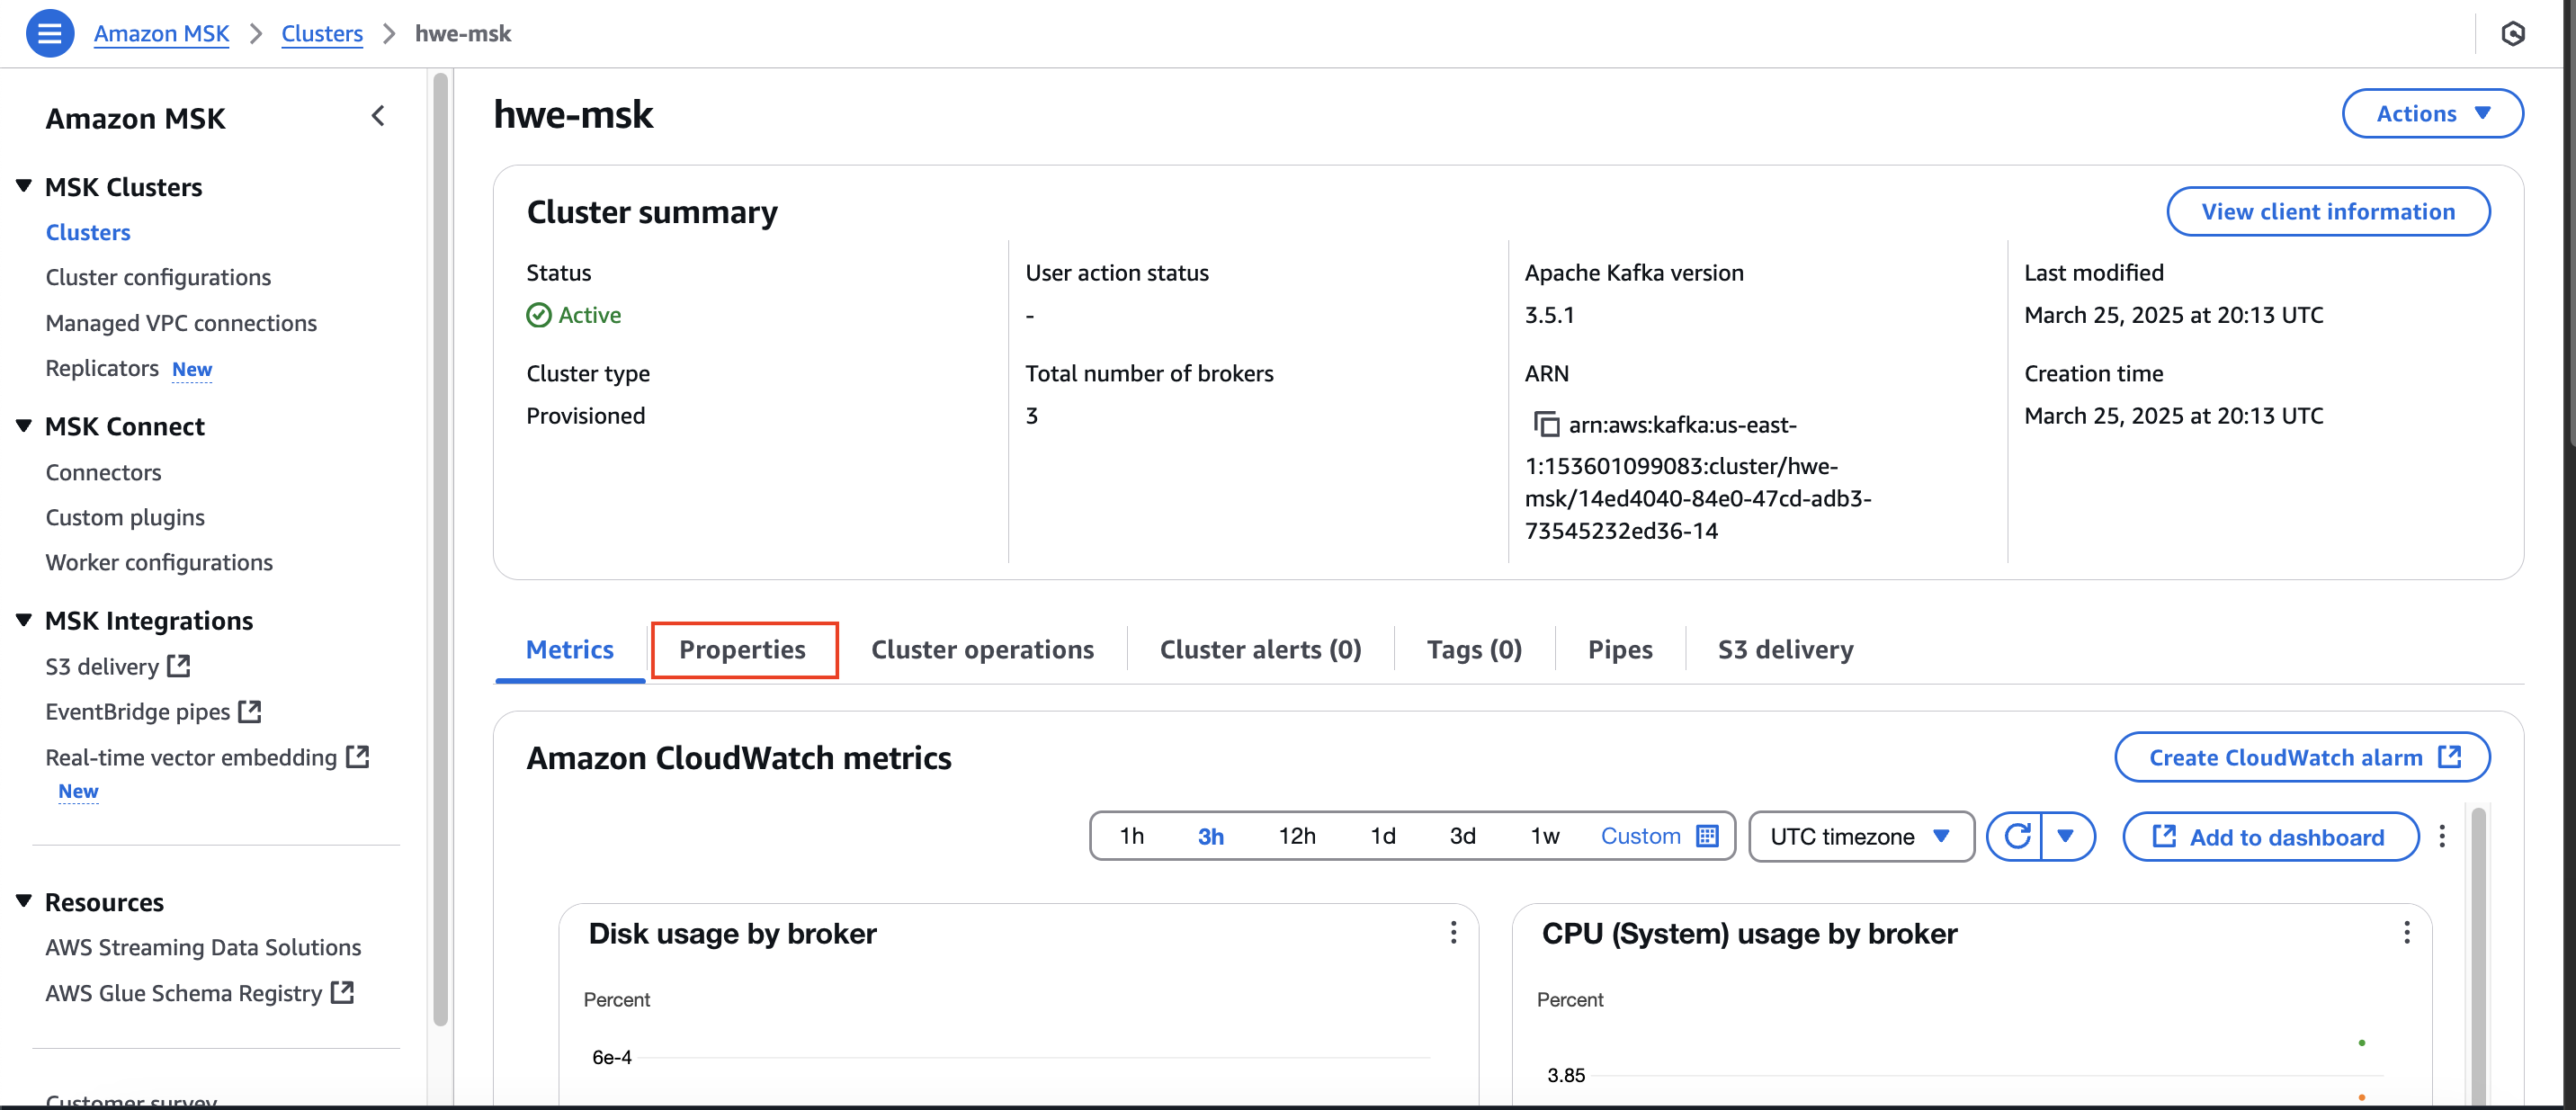 Amazon MSK > Clusters > hwe-msk
Amazon MSK
MSK Clusters
Clusters
Cluster configurations
Managed VPC connections
Replicators New
MSK Connect
Connectors
Custom plugins
Worker configurations
MSK Integrations
S3 delivery
EventBridge pipes
Real-time vector embedding
New
Resources
AWS Streaming Data Solutions
AWS Glue Schema Registry
Customer survey
hwe-msk
Actions
Cluster summary
View client information
Status
Active
Cluster type
Provisioned
User action status
-
Total number of brokers
3
Apache Kafka version
3.5.1
ARN
arn:aws:kafka:us-east-
1:153601099083:cluster/hwe-
msk/14ed4040-84e0-47cd-adb3-
73545232ed36-14
Last modified
March 25, 2025 at 20:13 UTC
Creation time
March 25, 2025 at 20:13 UTC
Metrics Properties Cluster operations Cluster alerts (0) Tags (0) Pipes S3 delivery
Amazon CloudWatch metrics
Create CloudWatch alarm
1h 3h 12h 1d 3d 1w Custom UTC timezone Add to dashboard
Disk usage by broker
Percent
6e-4
CPU (System) usage by broker
Percent
3.85